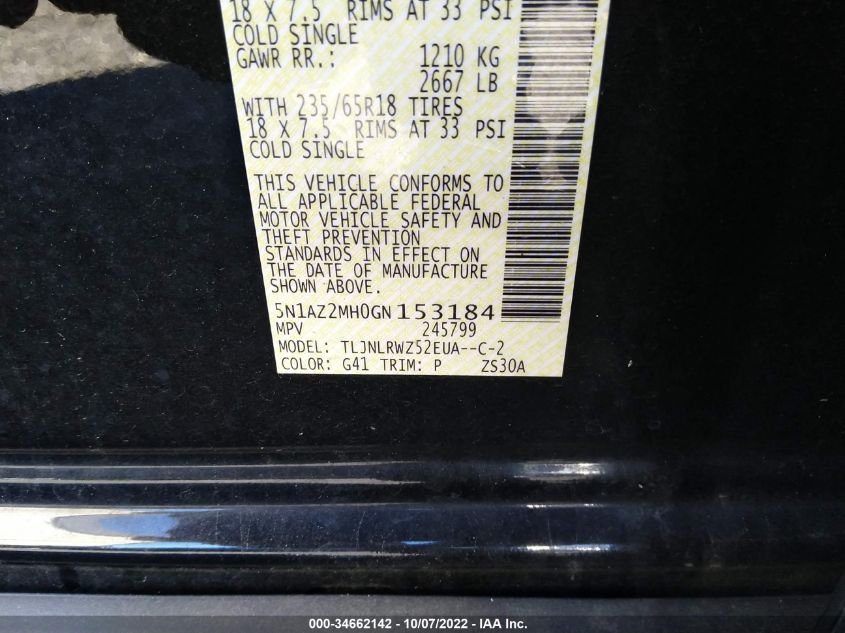 18 X 7.5 RIMS AT 33 PSI
COLD SINGLE
GAWR RR.: 1210 KG
2667 LB
WITH 235/65R18 TIRES
18 X 7.5 RIMS AT 33 PSI
COLD SINGLE
THIS VEHICLE CONFORMS TO
ALL APPLICABLE FEDERAL
MOTOR VEHICLE SAFETY AND
THEFT PREVENTION
STANDARDS IN EFFECT ON
THE DATE OF MANUFACTURE
SHOWN ABOVE.
5N1AZ2MH0GN153184
MPV 245799
MODEL: TLJNLRWZ52EUA--C-2
COLOR: G41 TRIM: P ZS30A
000-34662142 - 10/07/2022 - IAA Inc.